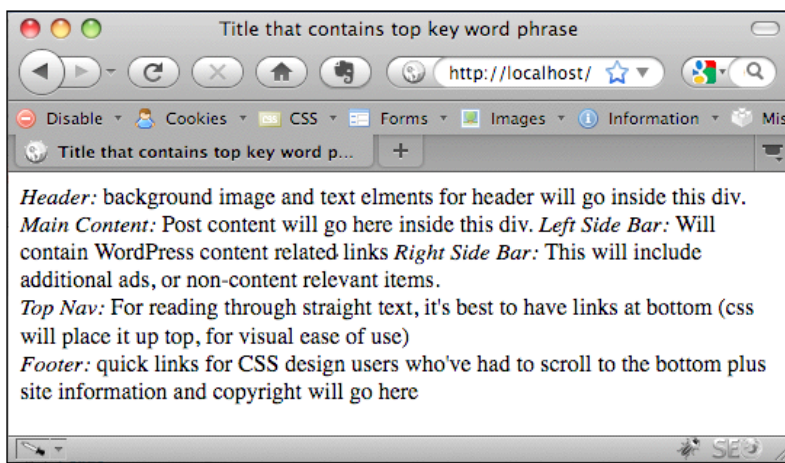 Title that contains top key word phrase
http://localhost/
Disable Cookies CSS Forms Images Information Mis
Title that contains top key word p... +
Header: background image and text elments for header will go inside this div.
Main Content: Post content will go here inside this div. Left Side Bar: Will
contain WordPress content related links Right Side Bar: This will include
additional ads, or non-content relevant items.
Top Nav: For reading through straight text, it's best to have links at bottom (css
will place it up top, for visual ease of use)
Footer: quick links for CSS design users who've had to scroll to the bottom plus
site information and copyright will go here